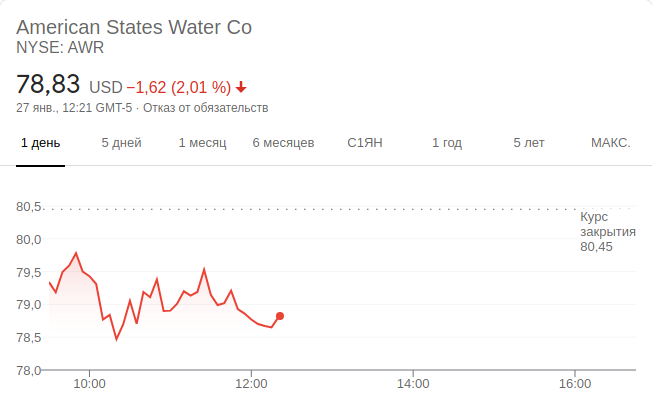 American States Water Co
NYSE: AWR
78,83 USD −1,62 (2,01 %)
27 янв., 12:21 GMT-5 · Отказ от обязательств
1 день 5 дней 1 месяц 6 месяцев С1ЯН 1 год 5 лет МАКС.
80,5
Курс
закрытия
80,45
80,0
79,5
79,0
78,5
78,0
10:00 12:00 14:00 16:00